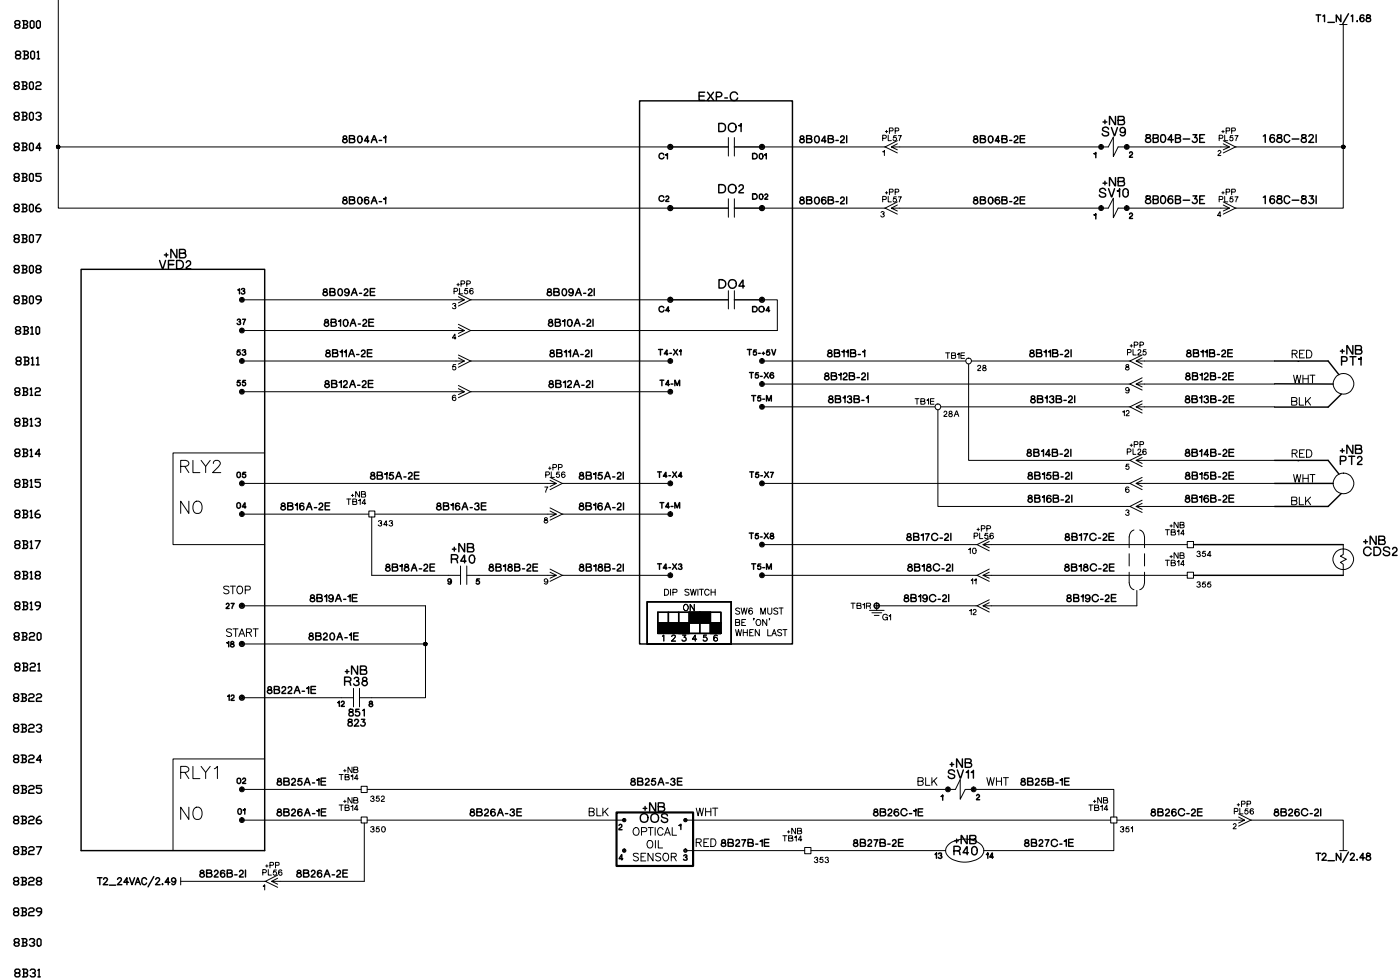 8B00 T1_N/1.68
8B01
8B02
EXP-C
8B03
8B04 8B04A-1 C1 DO1 D01 8B04B-2I +PP PL57 1 8B04B-2E +NB SV9 1 2 8B04B-3E +PP PL57 2 168C-82I
8B05
8B06 8B06A-1 C2 DO2 D02 8B06B-2I +PP PL57 3 8B06B-2E +NB SV10 1 2 8B06B-3E +PP PL57 4 168C-83I
8B07
+NB
VFD2
8B08
8B09 13 8B09A-2E +PP PL56 3 8B09A-2I C4 DO4 DO4
8B10 37 8B10A-2E 4 8B10A-2I
8B11 53 8B11A-2E 5 8B11A-2I T4-X1 T5-+5V 8B11B-1 TB1E 28 8B11B-2I +PP PL25 8 8B11B-2E RED +NB PT1
8B12 55 8B12A-2E 6 8B12A-2I T4-M T5-X6 8B12B-2I 9 8B12B-2E WHT
T5-M 8B13B-1 TB1E 28A 8B13B-2I 12 8B13B-2E BLK
8B13
8B14 8B14B-2I +PP PL26 5 8B14B-2E RED +NB PT2
RLY2
8B15 05 8B15A-2E +PP PL56 7 8B15A-2I T4-X4 T5-X7 8B15B-2I 6 8B15B-2E WHT
NO
8B16 04 8B16A-2E +NB TB14 343 8B16A-3E 8 8B16A-2I T4-M 8B16B-2I 3 8B16B-2E BLK
8B17 T5-X8 8B17C-2I +PP PL56 10 8B17C-2E +NB TB14 354 +NB CDS2
8B18 8B18A-2E +NB R40 9 5 8B18B-2E 9 8B18B-2I T4-X3 T5-M 8B18C-2I 11 8B18C-2E +NB TB14 355
STOP
8B19 27 8B19A-1E DIP SWITCH TB1R G1 8B19C-2I 12 8B19C-2E
ON
1 2 3 4 5 6
SW6 MUST
BE 'ON'
WHEN LAST
START
8B20 18 8B20A-1E
8B21
8B22 12 8B22A-1E +NB R38 12 8
851
823
8B23
8B24
RLY1
8B25 02 8B25A-1E +NB TB14 352 8B25A-3E BLK +NB SV11 1 2 WHT 8B25B-1E
NO
8B26 01 8B26A-1E +NB TB14 350 8B26A-3E BLK 2 +NB OOS 1 WHT 8B26C-1E +NB TB14 351 8B26C-2E +PP PL56 2 8B26C-2I
OPTICAL
OIL
SENSOR
8B27 4 3 RED 8B27B-1E +NB TB14 353 8B27B-2E 13 +NB R40 14 8B27C-1E T2_N/2.48
8B28 T2_24VAC/2.49 8B26B-2I +PP PL56 1 8B26A-2E
8B29
8B30
8B31